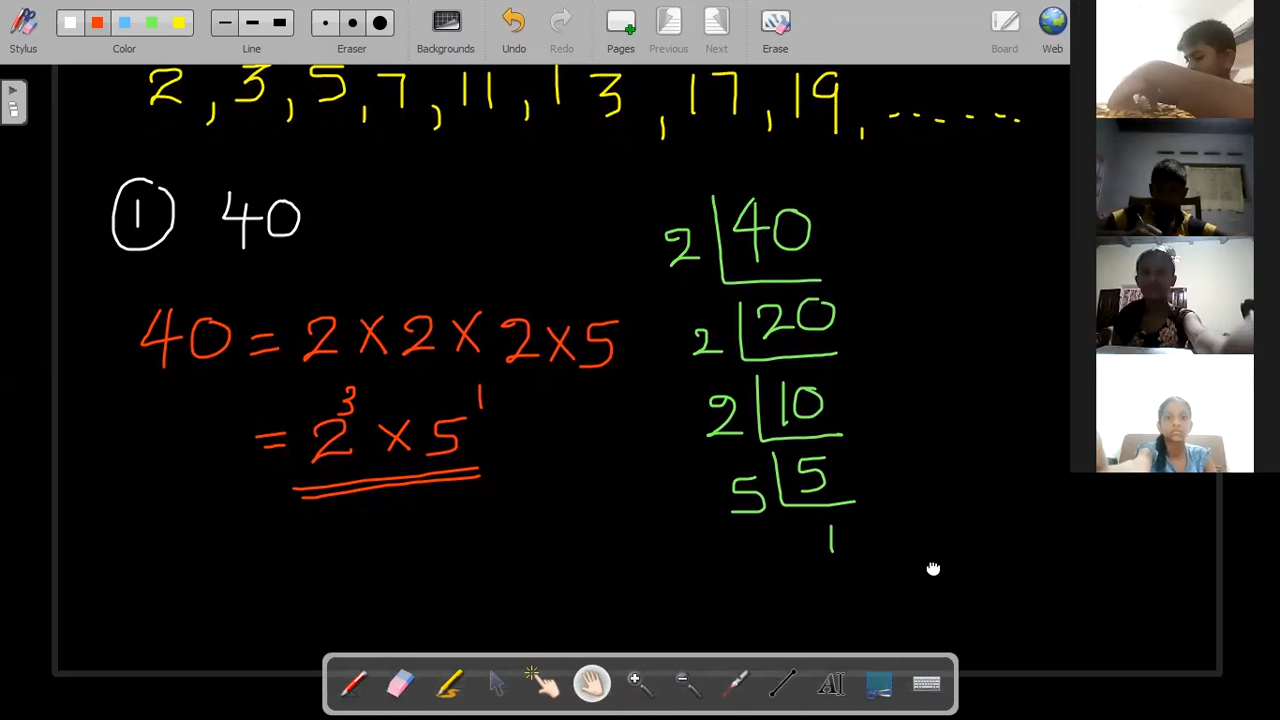 Stylus Color Line Eraser Backgrounds Undo Redo Pages Previous Next Erase Board Web
2, 3, 5, 7, 11, 13, 17, 19, ......
① 40
40 = 2 × 2 × 2 × 5
= 2³ × 5¹
2 40
2 20
2 10
5 5
1
AI